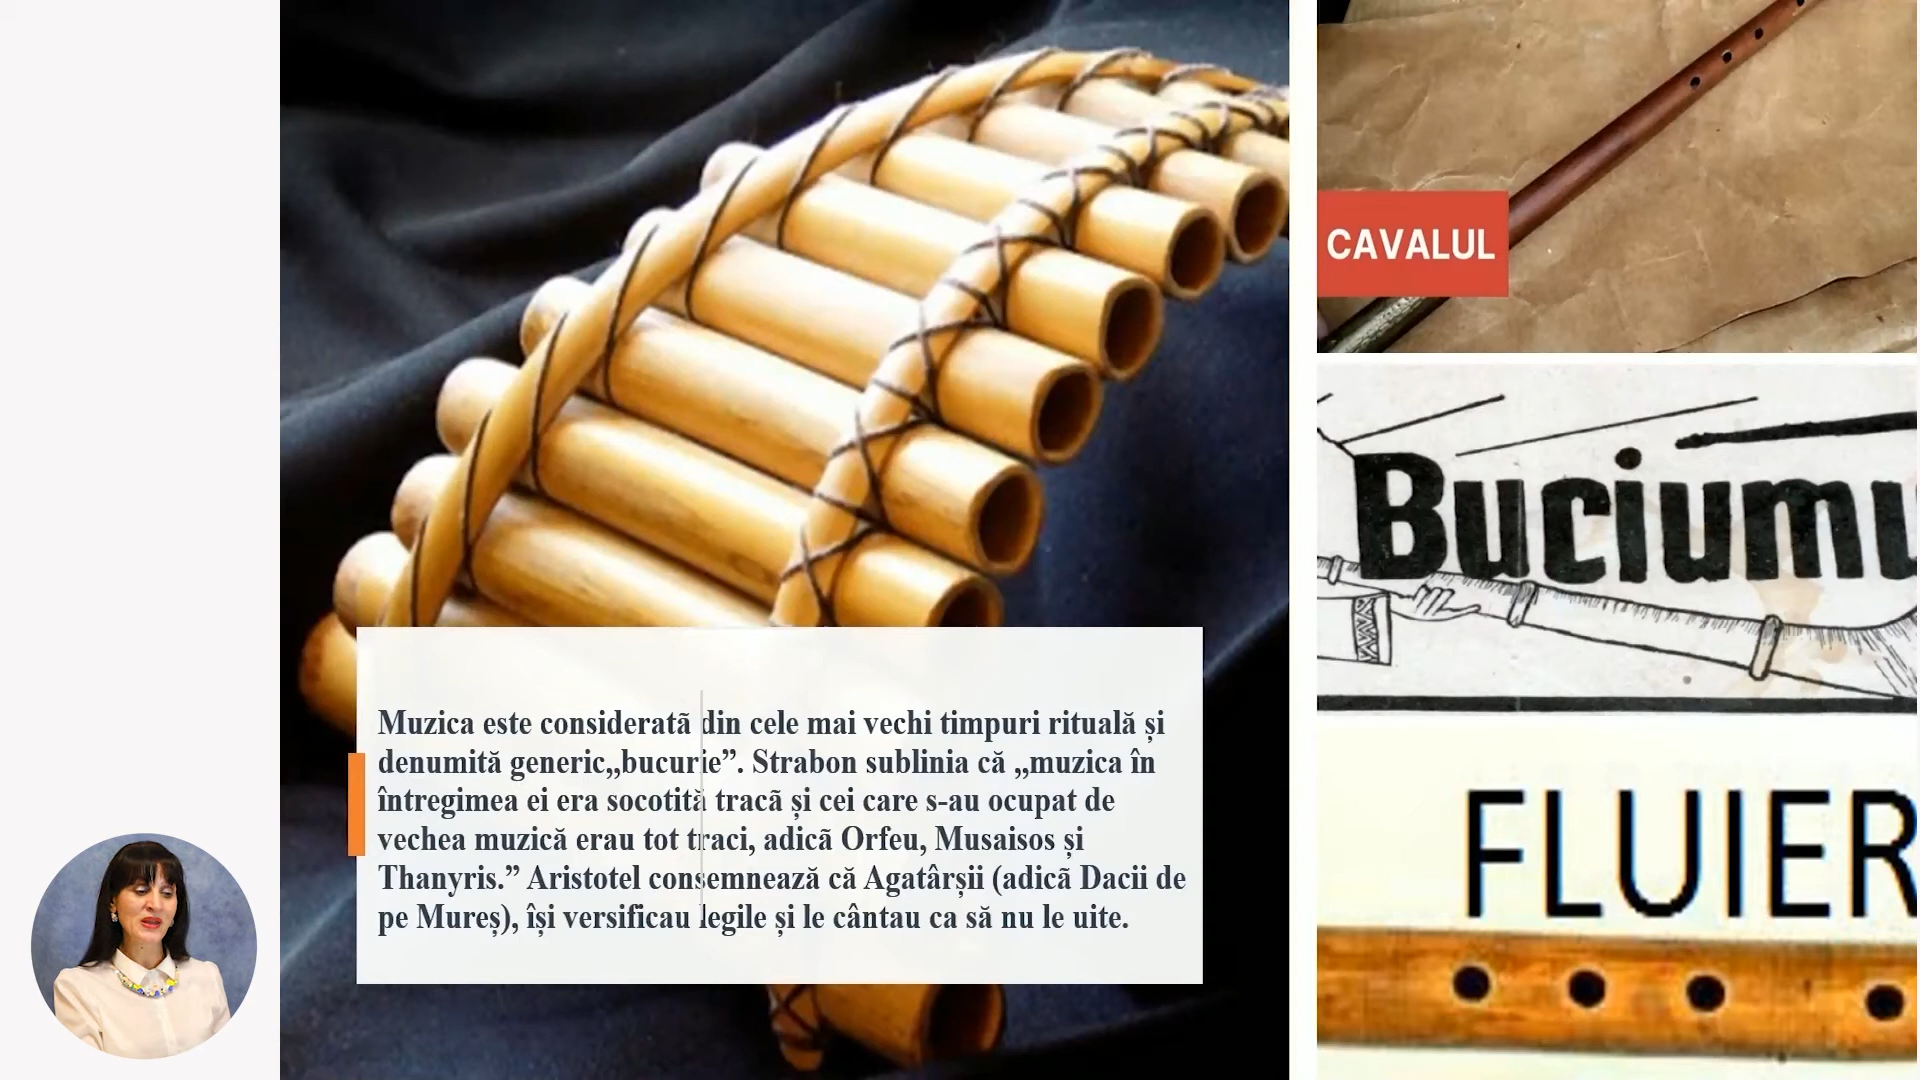 Muzica este considerată din cele mai vechi timpuri rituală și
denumită generic,,bucurie”. Strabon sublinia că ,,muzica în
întregimea ei era socotită tracă și cei care s-au ocupat de
vechea muzică erau tot traci, adică Orfeu, Musaisos și
Thanyris.” Aristotel consemnează că Agatârșii (adică Dacii de
pe Mureș), își versificau legile și le cântau ca să nu le uite.
CAVALUL
Buciumu
FLUIER